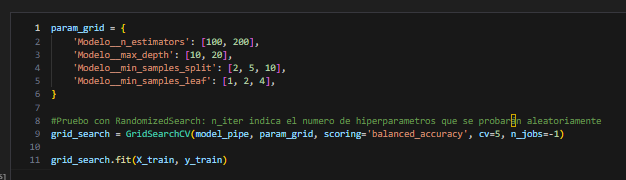 1 param_grid = {
2 'Modelo__n_estimators': [100, 200],
3 'Modelo__max_depth': [10, 20],
4 'Modelo__min_samples_split': [2, 5, 10],
5 'Modelo__min_samples_leaf': [1, 2, 4],
6 }
7
8 #Pruebo con RandomizedSearch: n_iter indica el numero de hiperparametros que se probarán aleatoriamente
9 grid_search = GridSearchCV(model_pipe, param_grid, scoring='balanced_accuracy', cv=5, n_jobs=-1)
10
11 grid_search.fit(X_train, y_train)